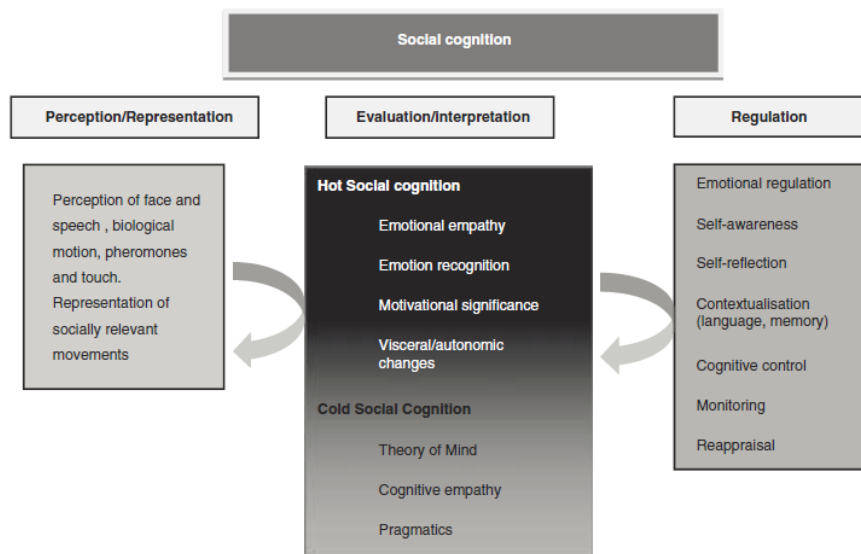 Social cognition
Perception/Representation
Evaluation/Interpretation
Regulation
Perception of face and
speech , biological
motion, pheromones
and touch.
Representation of
socially relevant
movements
Hot Social cognition
Emotional empathy
Emotion recognition
Motivational significance
Visceral/autonomic
changes
Cold Social Cognition
Theory of Mind
Cognitive empathy
Pragmatics
Emotional regulation
Self-awareness
Self-reflection
Contextualisation
(language, memory)
Cognitive control
Monitoring
Reappraisal